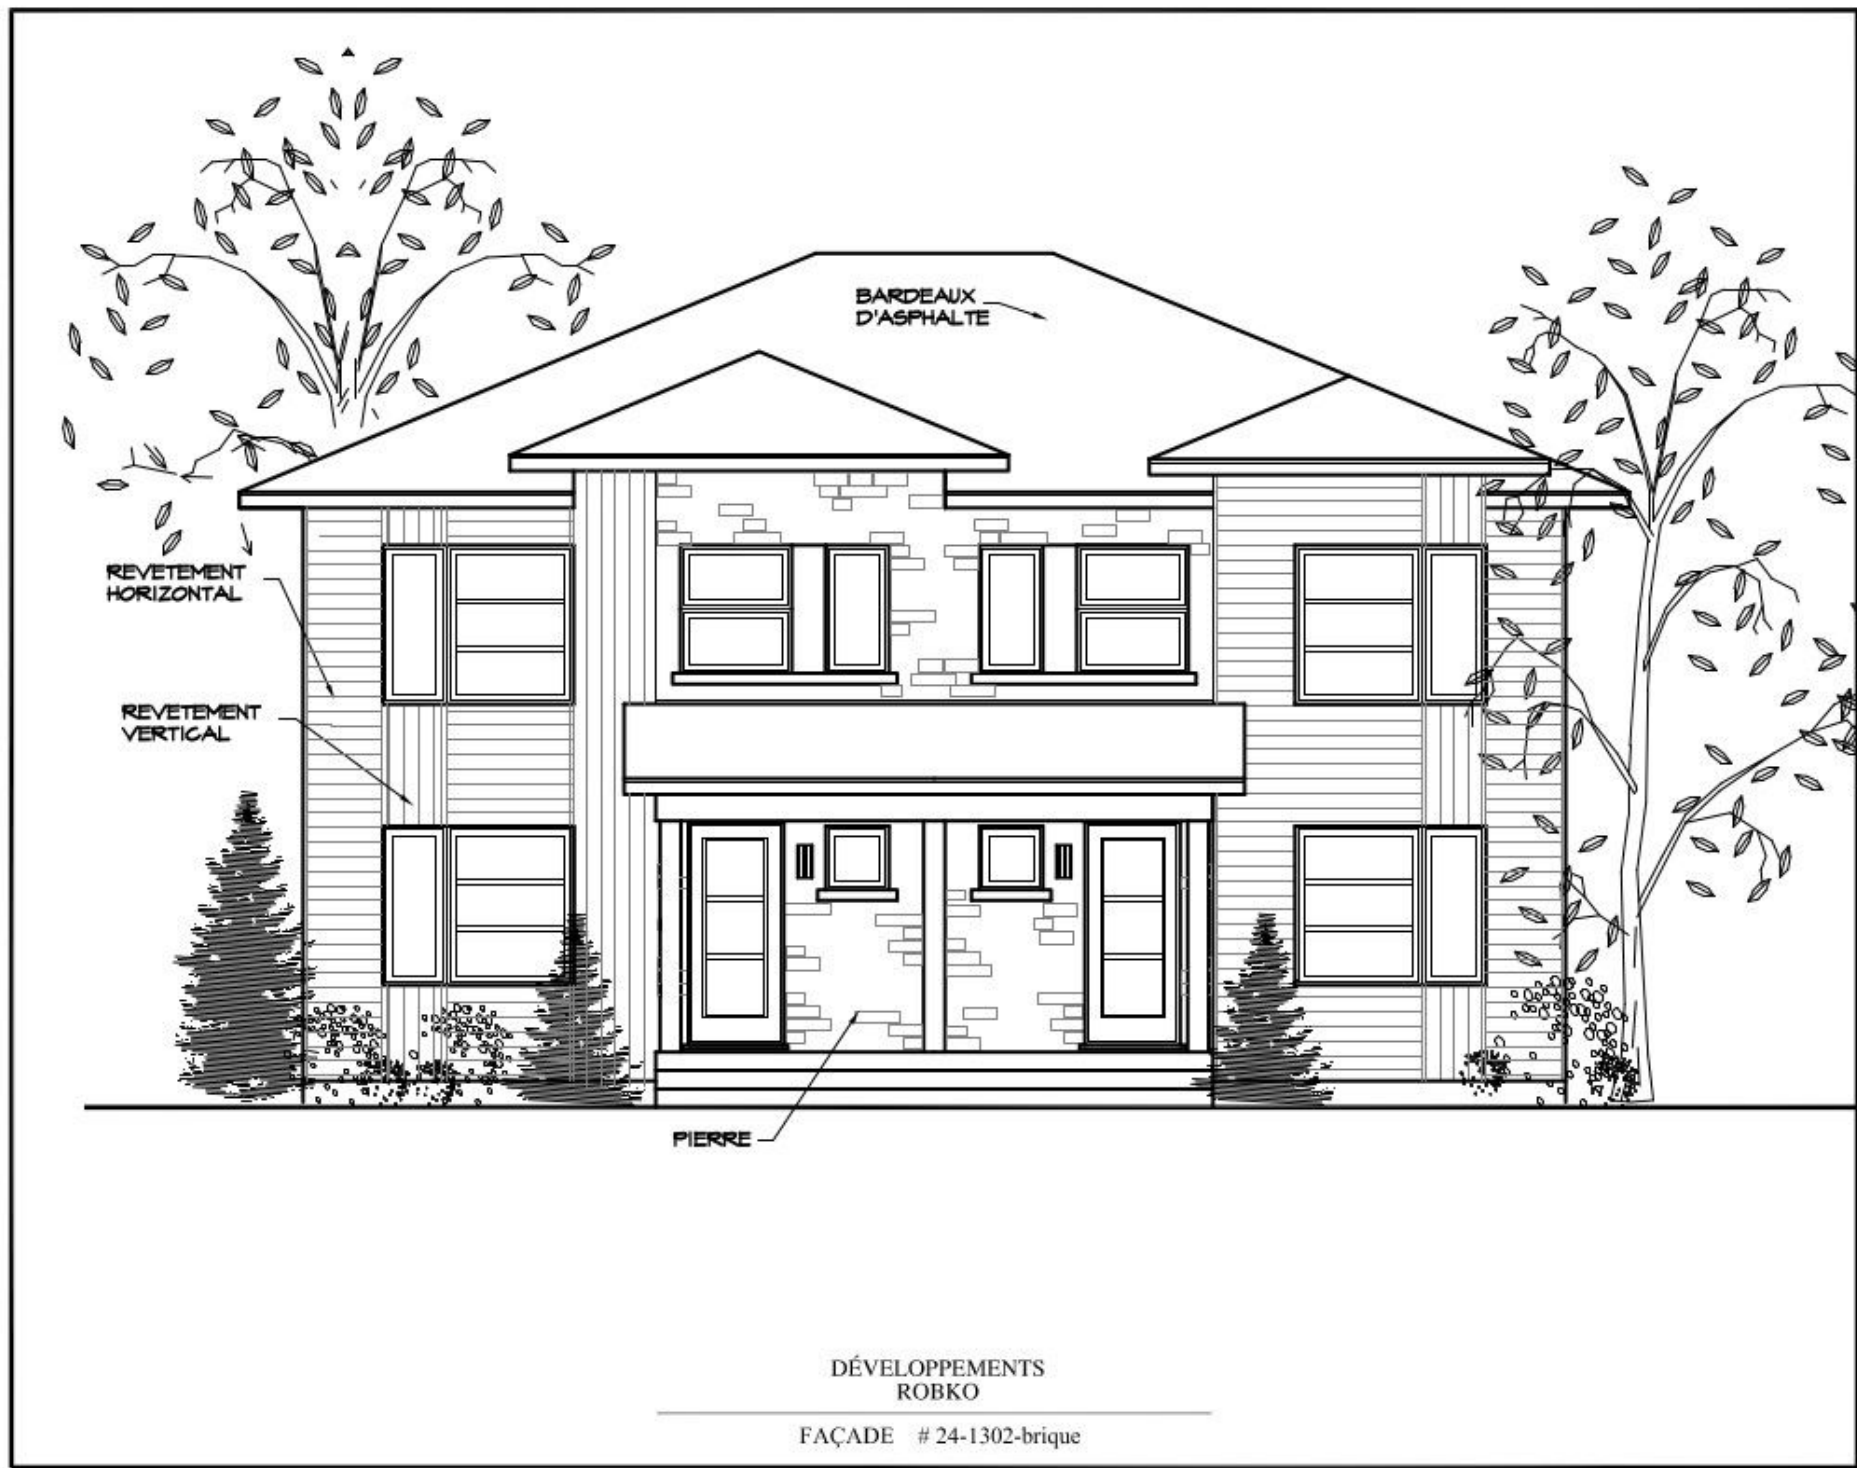 BARDEAUX
D'ASPHALTE
REVETEMENT
HORIZONTAL
REVETEMENT
VERTICAL
PIERRE
DÉVELOPPEMENTS
ROBKO
FAÇADE # 24-1302-brique